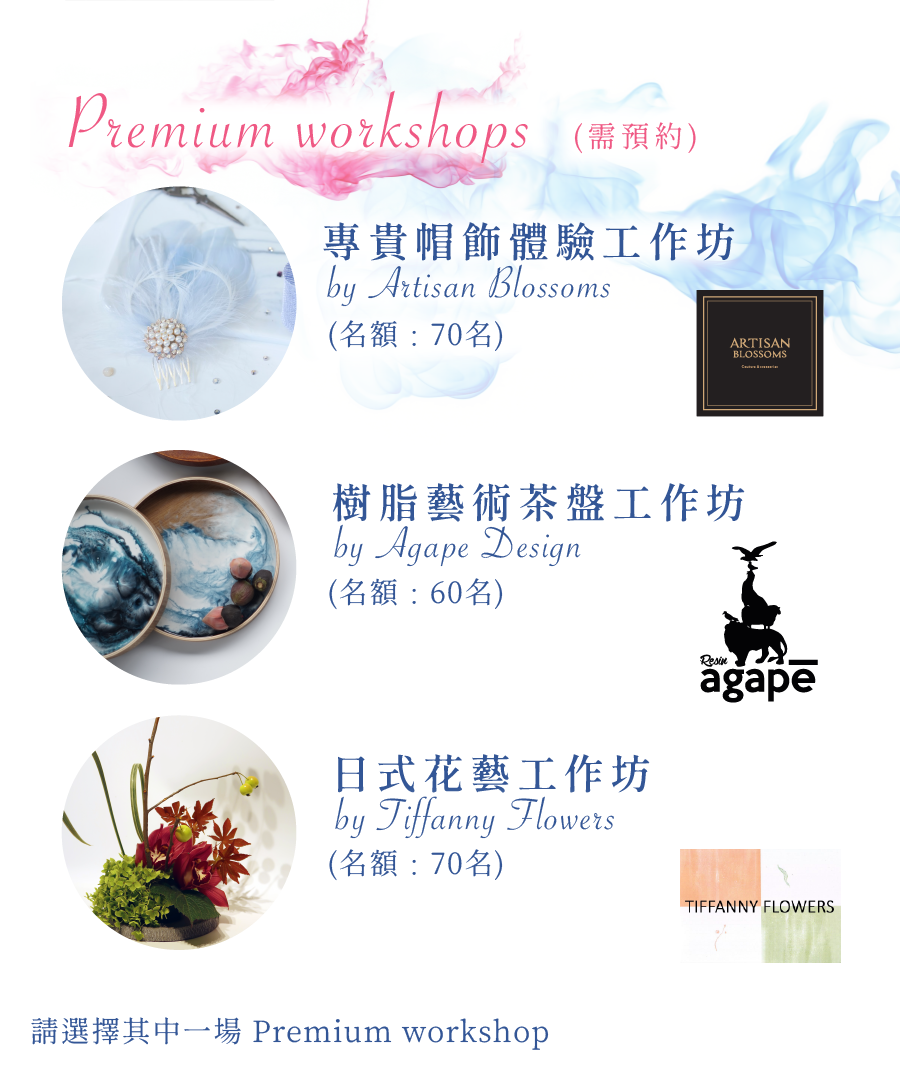 Premium workshops (需預約)
專貴帽飾體驗工作坊
by Artisan Blossoms
(名額：70名)
ARTISAN
BLOSSOMS
Couture Accessories
樹脂藝術茶盤工作坊
by Agape Design
(名額：60名)
Resin
agapē
日式花藝工作坊
by Tiffanny Flowers
(名額：70名)
TIFFANNY FLOWERS
請選擇其中一場 Premium workshop